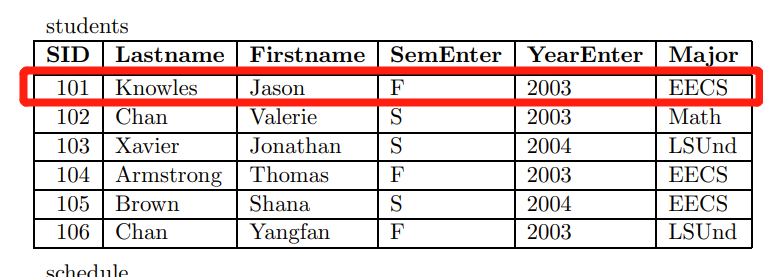 students
SID Lastname Firstname SemEnter YearEnter Major
101 Knowles Jason F 2003 EECS
102 Chan Valerie S 2003 Math
103 Xavier Jonathan S 2004 LSUnd
104 Armstrong Thomas F 2003 EECS
105 Brown Shana S 2004 EECS
106 Chan Yangfan F 2003 LSUnd
schedule